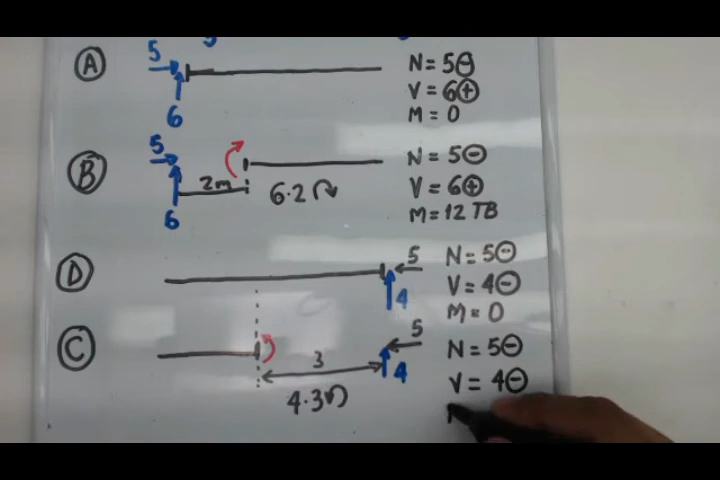 A
5
6
N = 5⊖
V = 6⊕
M = 0
B
5
6
2m
6·2
N = 5⊖
V = 6⊕
M = 12 TB
D
5
4
N = 5⊖
V = 4⊖
M = 0
C
5
4
3
4·3
N = 5⊖
V = 4⊖